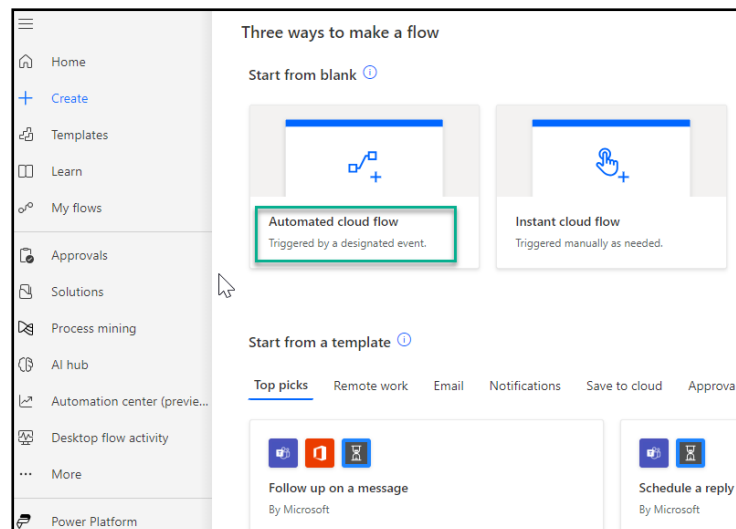 Three ways to make a flow
Home
Start from blank
Create
Templates
Learn
My flows
Automated cloud flow
Instant cloud flow
Triggered by a designated event.
Triggered manually as needed.
Approvals
Solutions
Process mining
Start from a template
AI hub
Top picks Remote work Email Notifications Save to cloud Approva
Automation center (previe...
Desktop flow activity
More
Follow up on a message
Schedule a reply
By Microsoft
By Microsoft
Power Platform